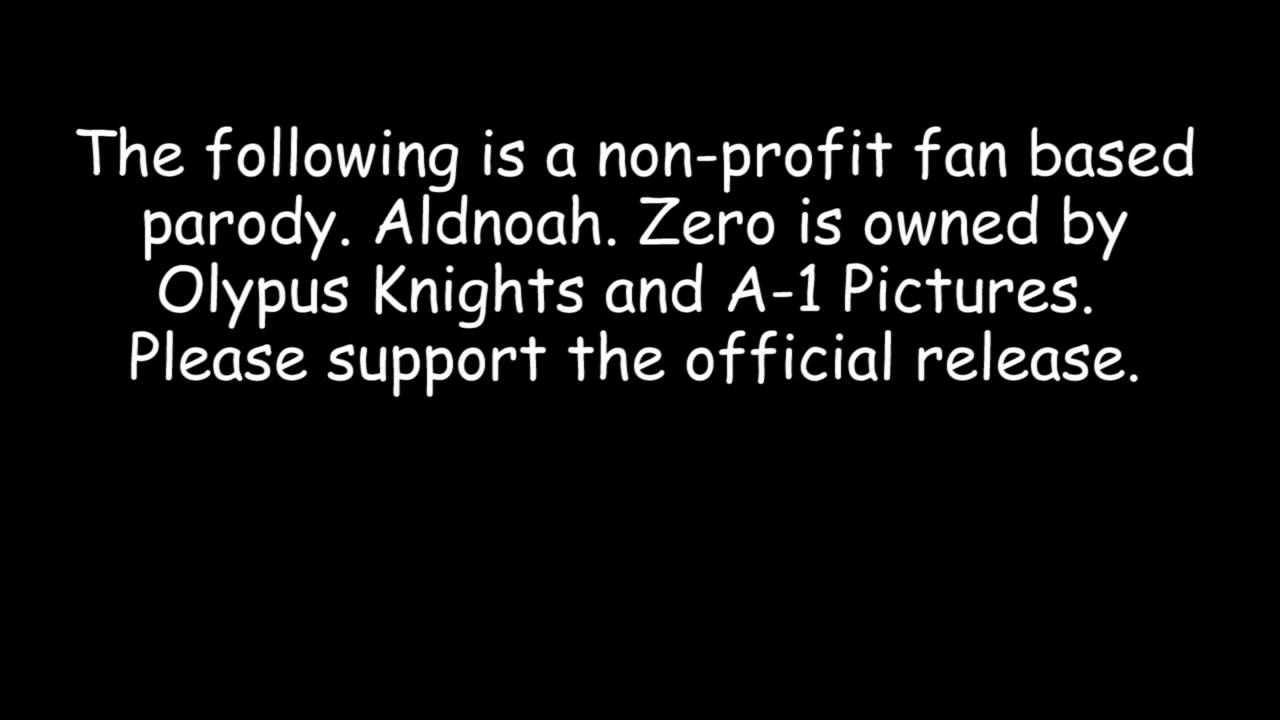 The following is a non-profit fan based
parody. Aldnoah. Zero is owned by
Olypus Knights and A-1 Pictures.
Please support the official release.